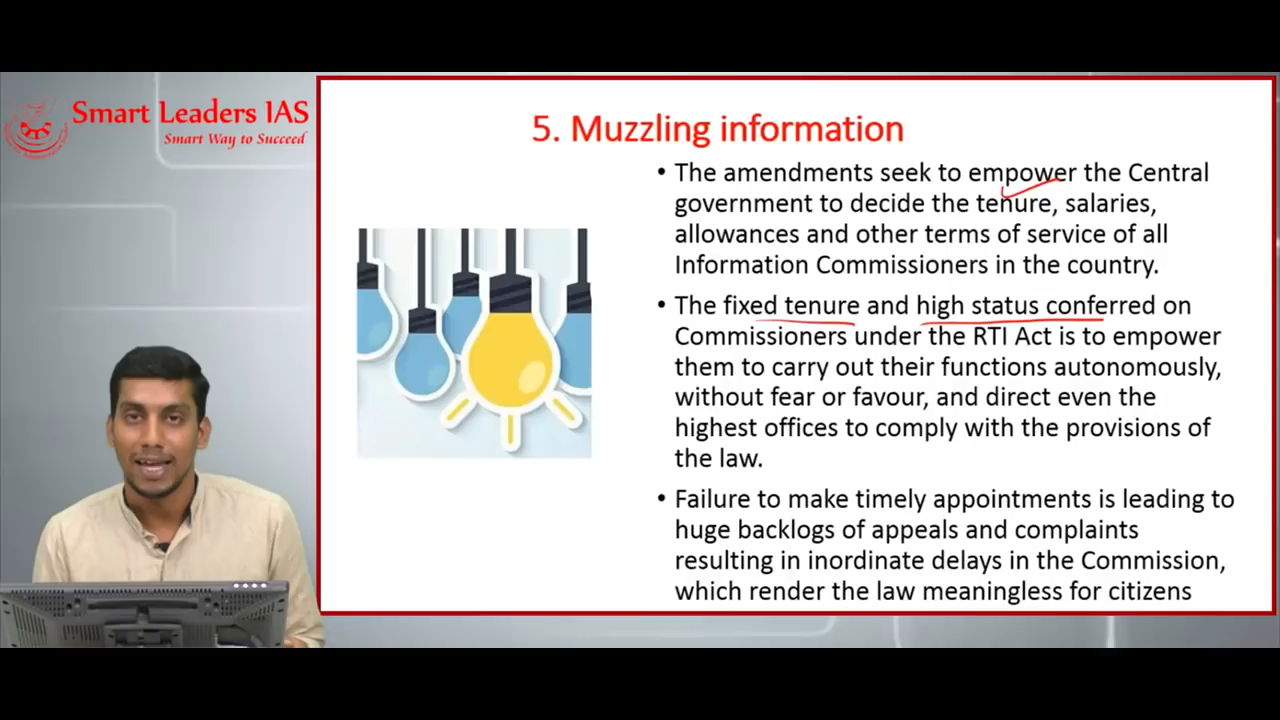 Smart Leaders IAS
Smart Way to Succeed
5. Muzzling information
• The amendments seek to empower the Central
government to decide the tenure, salaries,
allowances and other terms of service of all
Information Commissioners in the country.
• The fixed tenure and high status conferred on
Commissioners under the RTI Act is to empower
them to carry out their functions autonomously,
without fear or favour, and direct even the
highest offices to comply with the provisions of
the law.
• Failure to make timely appointments is leading to
huge backlogs of appeals and complaints
resulting in inordinate delays in the Commission,
which render the law meaningless for citizens